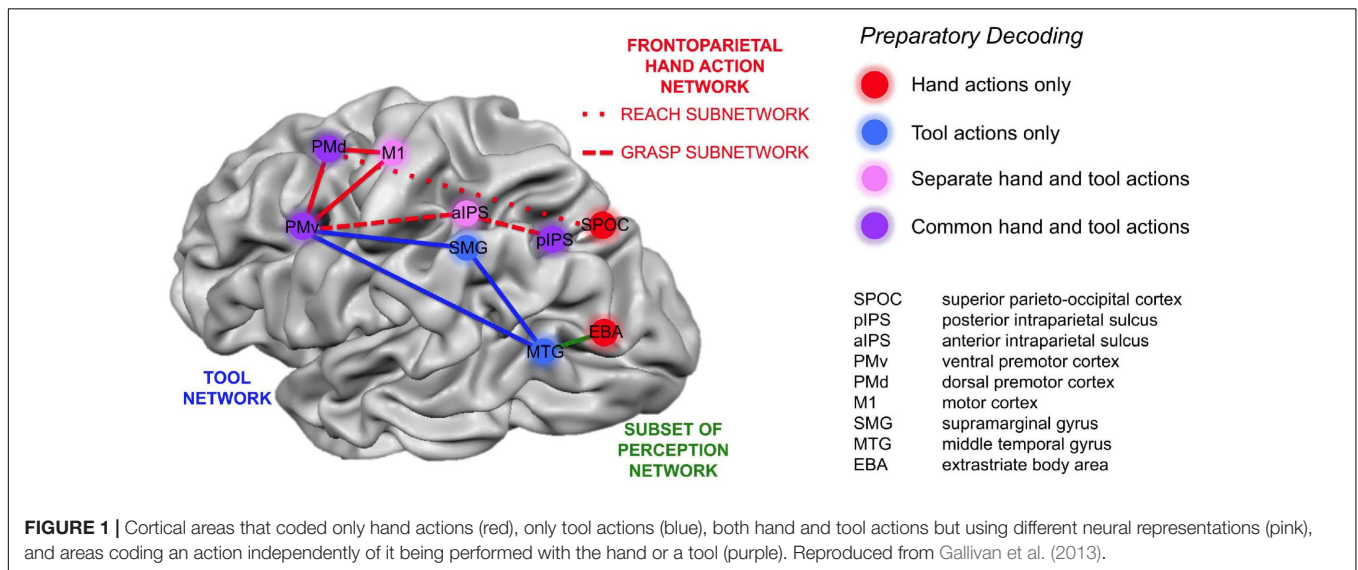 FRONTOPARIETAL
HAND ACTION
NETWORK
REACH SUBNETWORK
GRASP SUBNETWORK
PMd
M1
PMv
aIPS
SMG
pIPS
SPOC
MTG
EBA
TOOL
NETWORK
SUBSET OF
PERCEPTION
NETWORK
Preparatory Decoding
Hand actions only
Tool actions only
Separate hand and tool actions
Common hand and tool actions
SPOC superior parieto-occipital cortex
pIPS posterior intraparietal sulcus
aIPS anterior intraparietal sulcus
PMv ventral premotor cortex
PMd dorsal premotor cortex
M1 motor cortex
SMG supramarginal gyrus
MTG middle temporal gyrus
EBA extrastriate body area
FIGURE 1 | Cortical areas that coded only hand actions (red), only tool actions (blue), both hand and tool actions but using different neural representations (pink),
and areas coding an action independently of it being performed with the hand or a tool (purple). Reproduced from Gallivan et al. (2013).